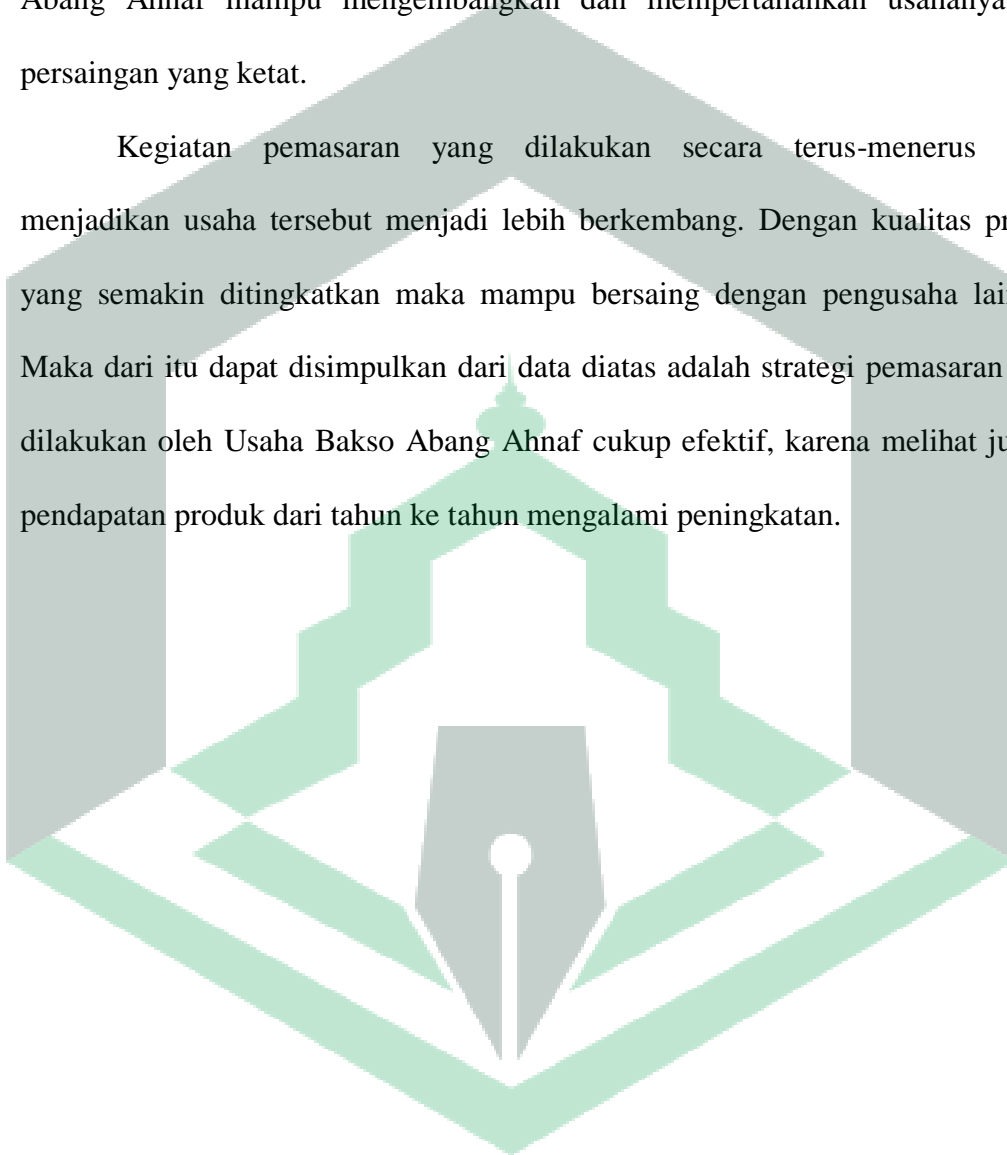 Abang Ahnaf mampu mengembangkan dan mempertahankan usahanya
persaingan yang ketat.
Kegiatan pemasaran yang dilakukan secara terus-menerus
menjadikan usaha tersebut menjadi lebih berkembang. Dengan kualitas
yang semakin ditingkatkan maka mampu bersaing dengan pengusaha
Maka dari itu dapat disimpulkan dari data diatas adalah strategi pemasaran
dilakukan oleh Usaha Bakso Abang Ahnaf cukup efektif, karena melihat
pendapatan produk dari tahun ke tahun mengalami peningkatan.